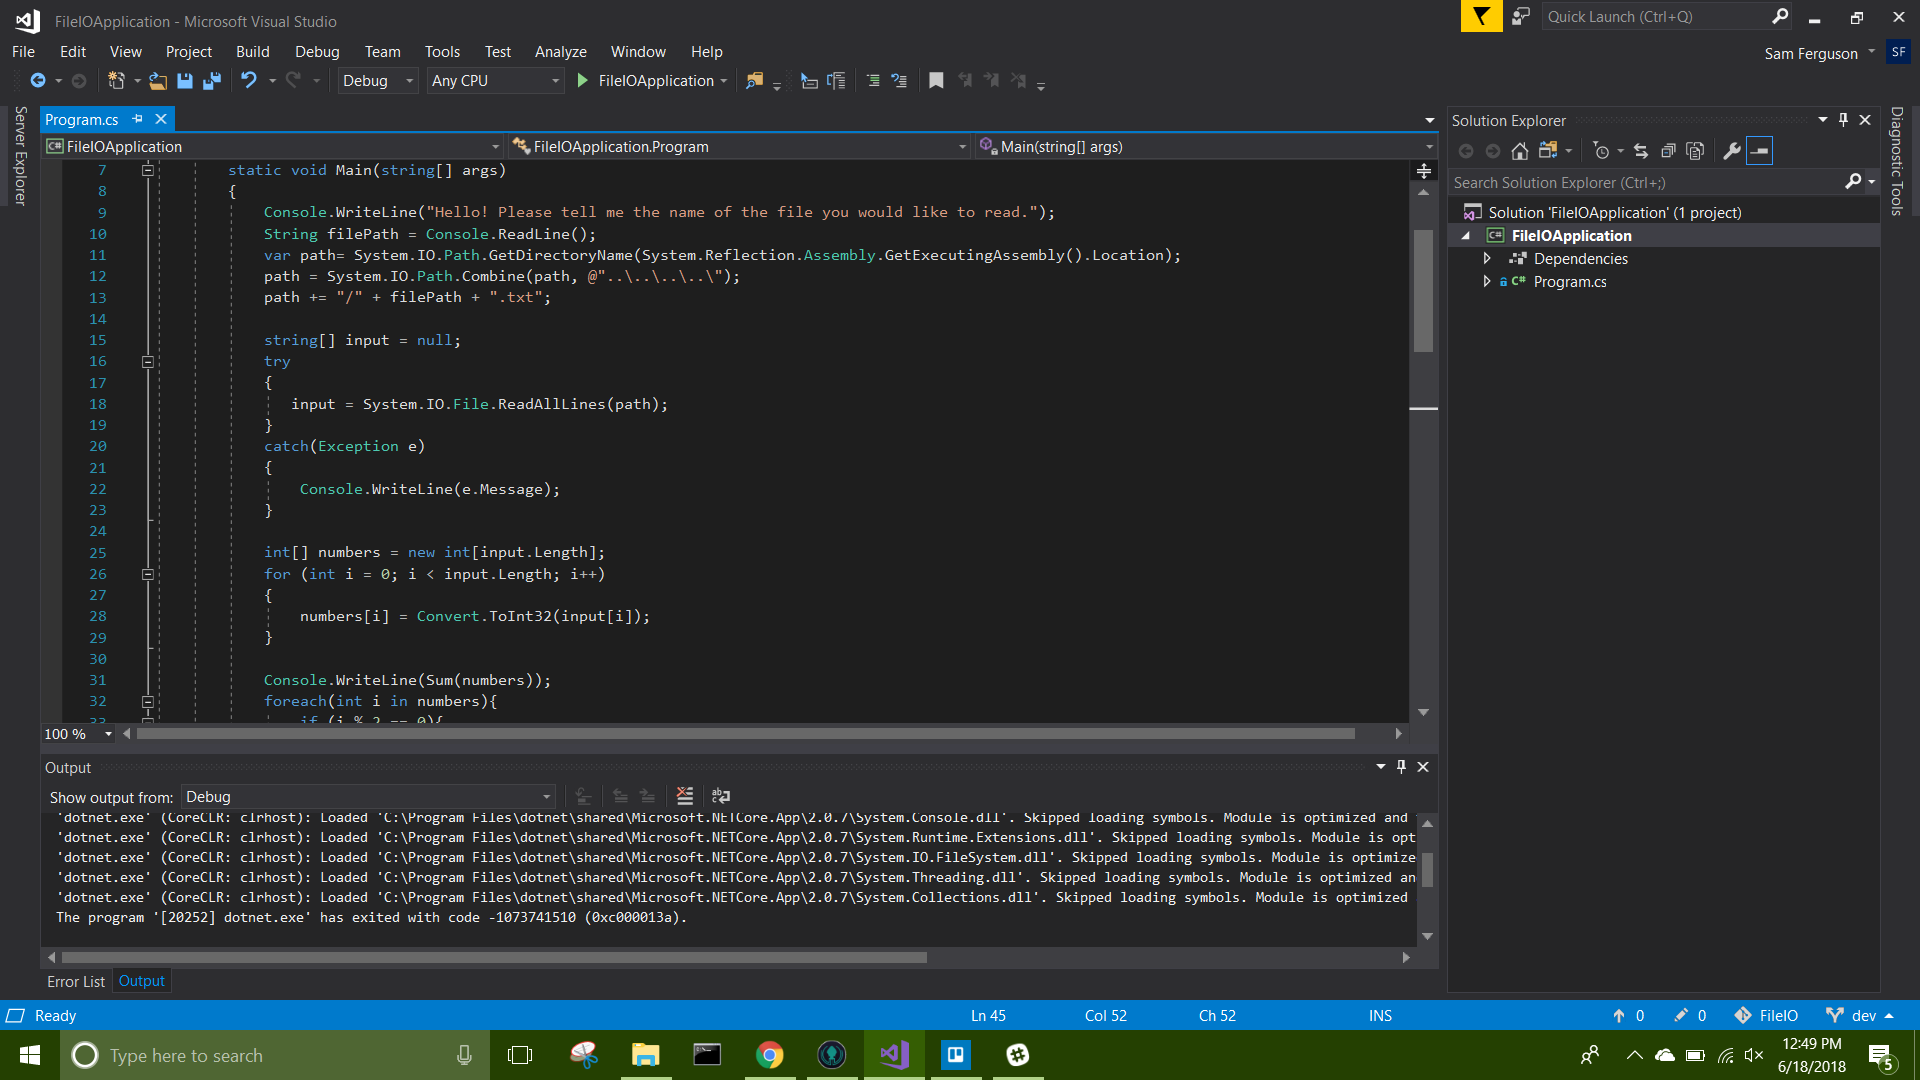 FileIOApplication - Microsoft Visual Studio
Quick Launch (Ctrl+Q)
File Edit View Project Build Debug Team Tools Test Analyze Window Help
Sam Ferguson SF
Debug Any CPU FileIOApplication
Server Explorer
Program.cs
FileIOApplication FileIOApplication.Program Main(string[] args)
7 static void Main(string[] args)
8 {
9 Console.WriteLine("Hello! Please tell me the name of the file you would like to read.");
10 String filePath = Console.ReadLine();
11 var path= System.IO.Path.GetDirectoryName(System.Reflection.Assembly.GetExecutingAssembly().Location);
12 path = System.IO.Path.Combine(path, @"..\..\..\..\");
13 path += "/" + filePath + ".txt";
14
15 string[] input = null;
16 try
17 {
18 input = System.IO.File.ReadAllLines(path);
19 }
20 catch(Exception e)
21 {
22 Console.WriteLine(e.Message);
23 }
24
25 int[] numbers = new int[input.Length];
26 for (int i = 0; i < input.Length; i++)
27 {
28 numbers[i] = Convert.ToInt32(input[i]);
29 }
30
31 Console.WriteLine(Sum(numbers));
32 foreach(int i in numbers){
33 if (i % 2 == 0){
100 %
Output
Show output from: Debug
'dotnet.exe' (CoreCLR: clrhost): Loaded 'C:\Program Files\dotnet\shared\Microsoft.NETCore.App\2.0.7\System.Console.dll'. Skipped loading symbols. Module is optimized and
'dotnet.exe' (CoreCLR: clrhost): Loaded 'C:\Program Files\dotnet\shared\Microsoft.NETCore.App\2.0.7\System.Runtime.Extensions.dll'. Skipped loading symbols. Module is opt
'dotnet.exe' (CoreCLR: clrhost): Loaded 'C:\Program Files\dotnet\shared\Microsoft.NETCore.App\2.0.7\System.IO.FileSystem.dll'. Skipped loading symbols. Module is optimize
'dotnet.exe' (CoreCLR: clrhost): Loaded 'C:\Program Files\dotnet\shared\Microsoft.NETCore.App\2.0.7\System.Threading.dll'. Skipped loading symbols. Module is optimized an
'dotnet.exe' (CoreCLR: clrhost): Loaded 'C:\Program Files\dotnet\shared\Microsoft.NETCore.App\2.0.7\System.Collections.dll'. Skipped loading symbols. Module is optimized
The program '[20252] dotnet.exe' has exited with code -1073741510 (0xc000013a).
Error List Output
Solution Explorer
Search Solution Explorer (Ctrl+;)
Solution 'FileIOApplication' (1 project)
C# FileIOApplication
Dependencies
C# Program.cs
Diagnostic Tools
Ready Ln 45 Col 52 Ch 52 INS 0 0 FileIO dev
Type here to search
12:49 PM
6/18/2018
5